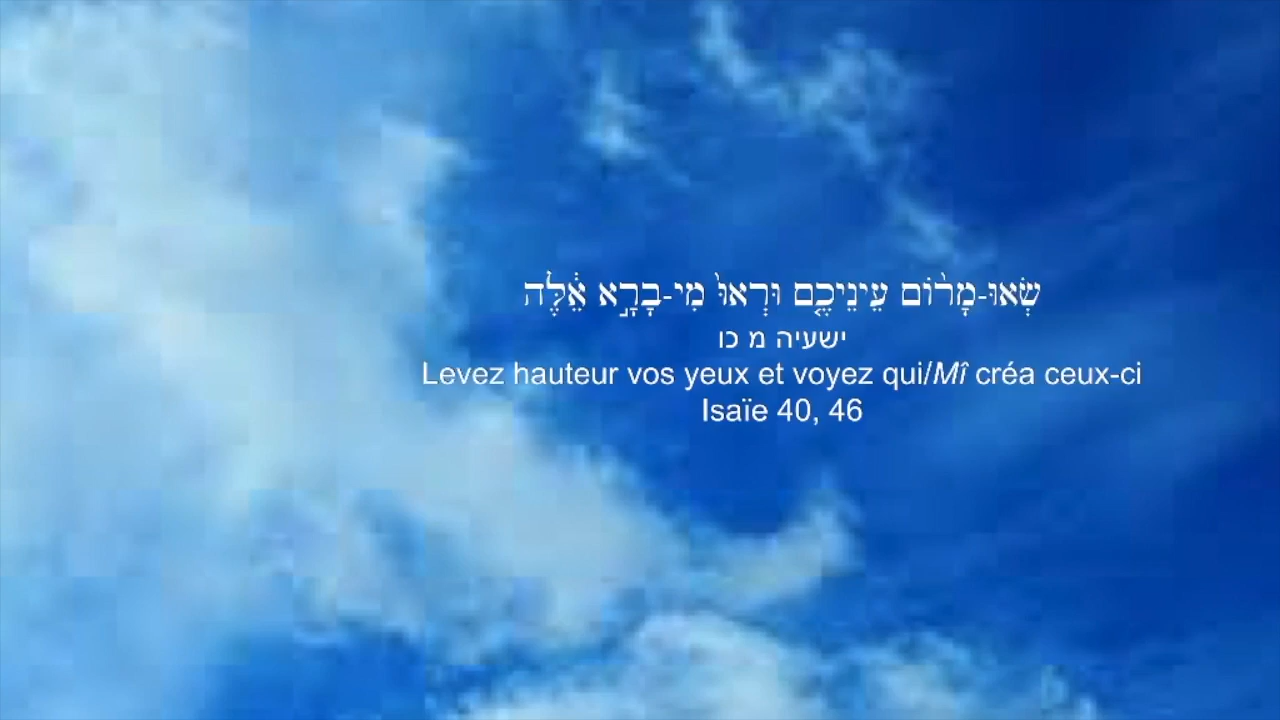 שְׂאוּ-מָר֨וֹם עֵינֵיכֶ֤ם וּרְאוּ֙ מִי-בָרָ֣א אֵ֔לֶּה
ישעיה מ כו
Levez hauteur vos yeux et voyez qui/Mî créa ceux-ci
Isaïe 40, 46